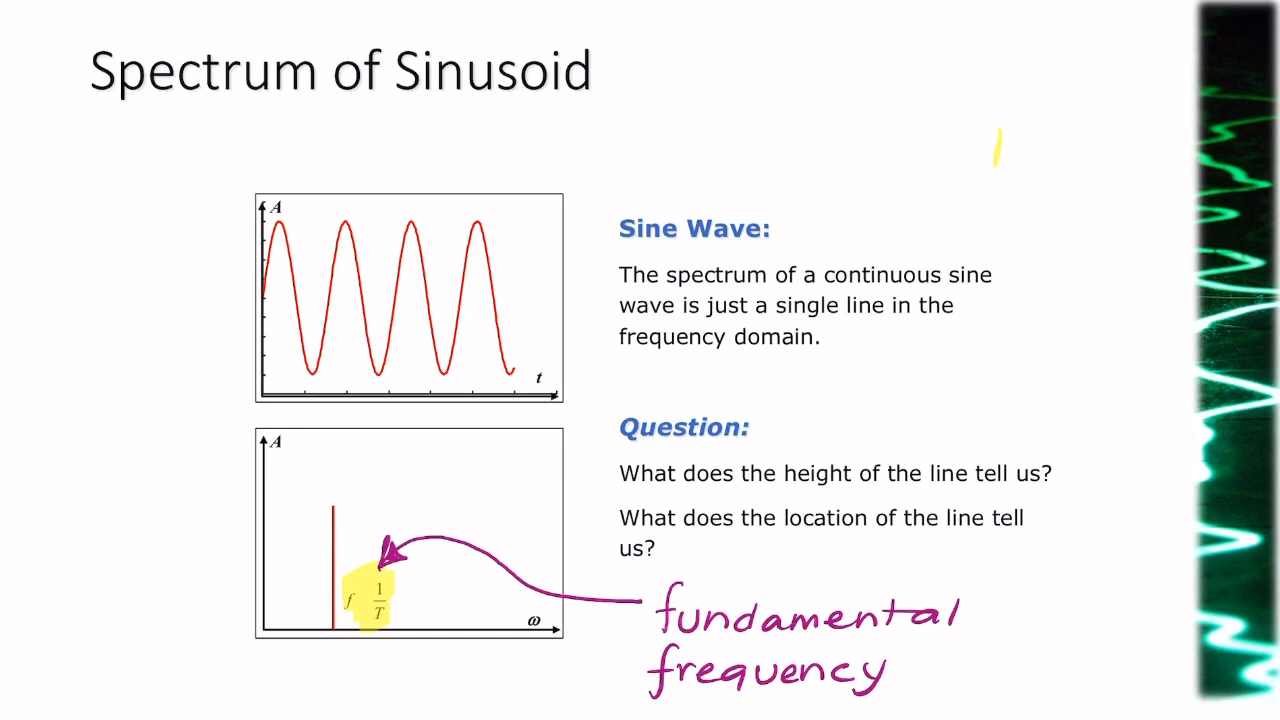 Spectrum of Sinusoid
A
t
Sine Wave:
The spectrum of a continuous sine
wave is just a single line in the
frequency domain.
A
f 1/T
ω
Question:
What does the height of the line tell us?
What does the location of the line tell
us?
fundamental
frequency